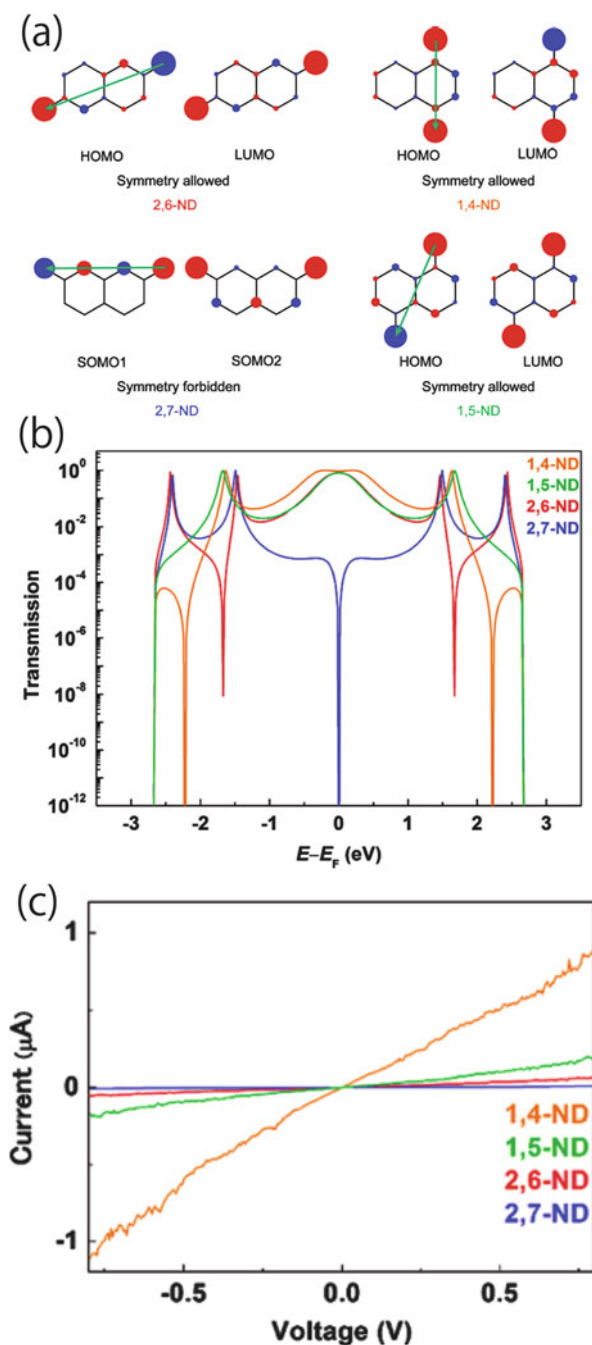 (a)
HOMO LUMO HOMO LUMO
Symmetry allowed Symmetry allowed
2,6-ND 1,4-ND
SOMO1 SOMO2 HOMO LUMO
Symmetry forbidden Symmetry allowed
2,7-ND 1,5-ND
(b)
10^0
10^-2
10^-4
10^-6
10^-8
10^-10
10^-12
Transmission
1,4-ND
1,5-ND
2,6-ND
2,7-ND
-3 -2 -1 0 1 2 3
E–E_F (eV)
(c)
1
0
-1
Current (μA)
1,4-ND
1,5-ND
2,6-ND
2,7-ND
-0.5 0.0 0.5
Voltage (V)